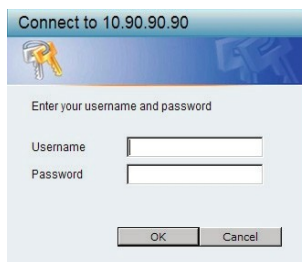 Connect to 10.90.90.90
Enter your username and password
Username
Password
OK Cancel